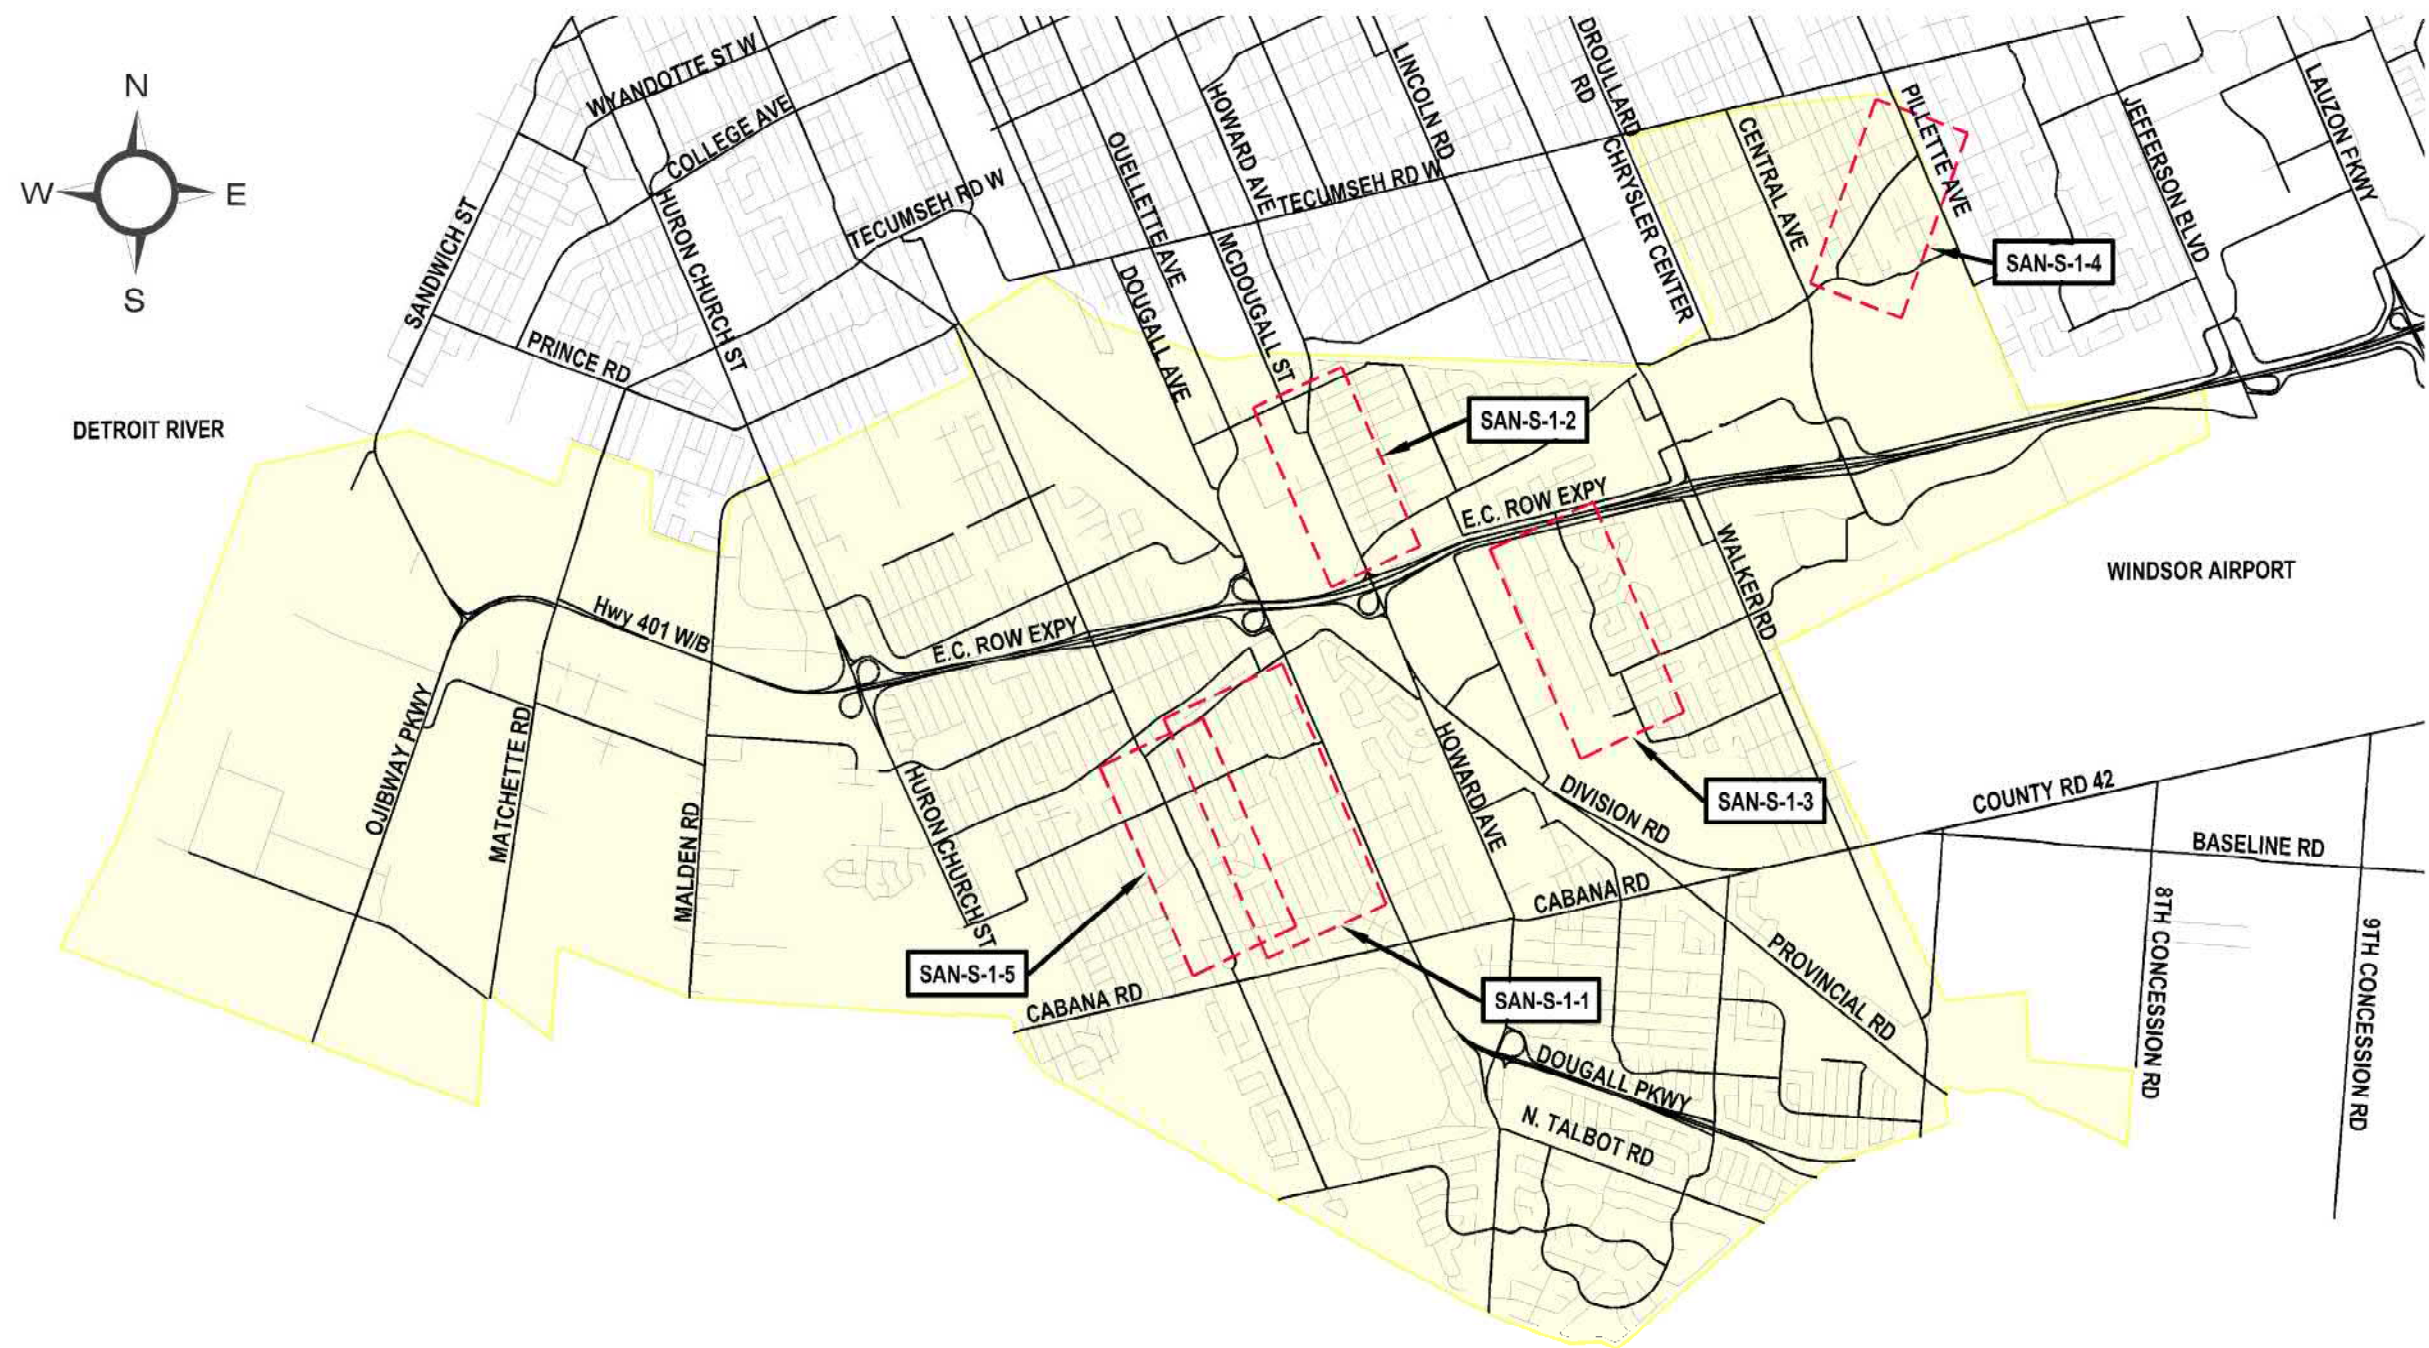 N
W
E
S
WYANDOTTE ST W
COLLEGE AVE
SANDWICH ST
HURON CHURCH ST
TECUMSEH RD W
PRINCE RD
DETROIT RIVER
OUELLETTE AVE
DOUGALL AVE
HOWARD AVE
MCDOUGALL ST
LINCOLN RD
TECUMSEH RD W
DROULLARD
RD
CHRYSLER CENTER
CENTRAL AVE
PILLETTE AVE
JEFFERSON BLVD
LAUZON FKWY
SAN-S-1-4
SAN-S-1-2
E.C. ROW EXPY
WALKER RD
WINDSOR AIRPORT
Hwy 401 W/B
E.C. ROW EXPY
OJIBWAY PKWY
MATCHETTE RD
MALDEN RD
HURON CHURCH ST
HOWARD AVE
DIVISION RD
SAN-S-1-3
COUNTY RD 42
BASELINE RD
8TH CONCESSION RD
9TH CONCESSION RD
CABANA RD
SAN-S-1-5
CABANA RD
SAN-S-1-1
PROVINCIAL RD
DOUGALL PKWY
N. TALBOT RD